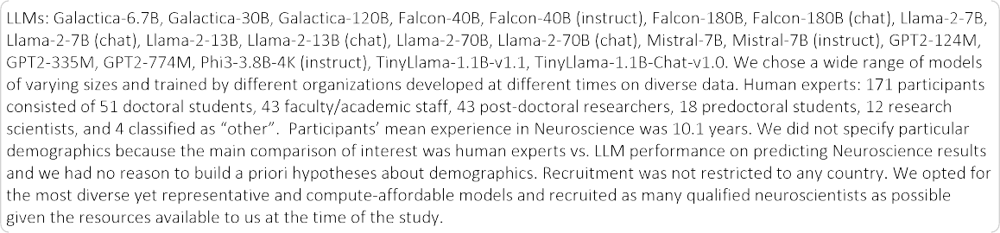 LLMs: Galactica-6.7B, Galactica-30B, Galactica-120B, Falcon-40B, Falcon-40B (instruct), Falcon-180B, Falcon-180B (chat), Llama-2-7B,
Llama-2-7B (chat), Llama-2-13B, Llama-2-13B (chat), Llama-2-70B, Llama-2-70B (chat), Mistral-7B, Mistral-7B (instruct), GPT2-124M,
GPT2-335M, GPT2-774M, Phi3-3.8B-4K (instruct), TinyLlama-1.1B-v1.1, TinyLlama-1.1B-Chat-v1.0. We chose a wide range of models
of varying sizes and trained by different organizations developed at different times on diverse data. Human experts: 171 participants
consisted of 51 doctoral students, 43 faculty/academic staff, 43 post-doctoral researchers, 18 predoctoral students, 12 research
scientists, and 4 classified as “other”.  Participants’ mean experience in Neuroscience was 10.1 years. We did not specify particular
demographics because the main comparison of interest was human experts vs. LLM performance on predicting Neuroscience results
and we had no reason to build a priori hypotheses about demographics. Recruitment was not restricted to any country. We opted for
the most diverse yet representative and compute-affordable models and recruited as many qualified neuroscientists as possible
given the resources available to us at the time of the study.